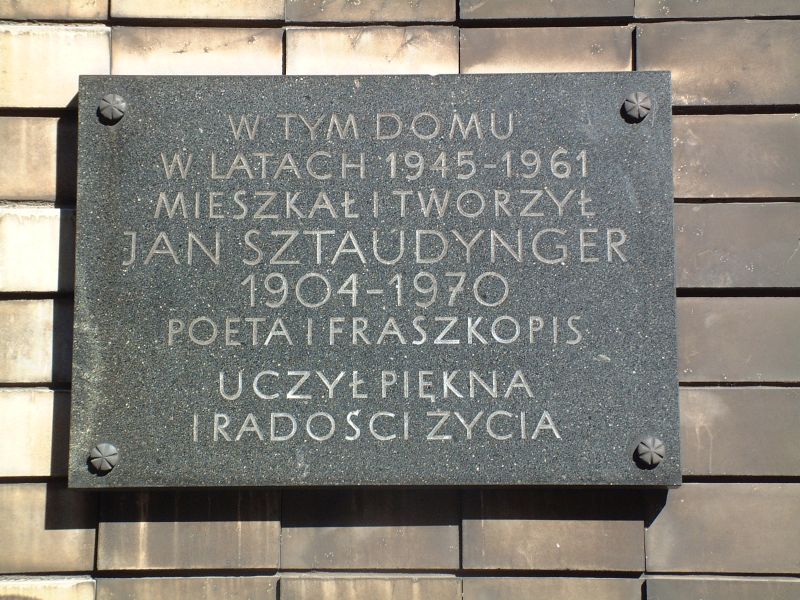 W TYM DOMU
W LATACH 1945-1961
MIESZKAŁ I TWORZYŁ
JAN SZTAUDYNGER
1904-1970
POETA I FRASZKOPIS
UCZYŁ PIĘKNA
I RADOŚCI ŻYCIA